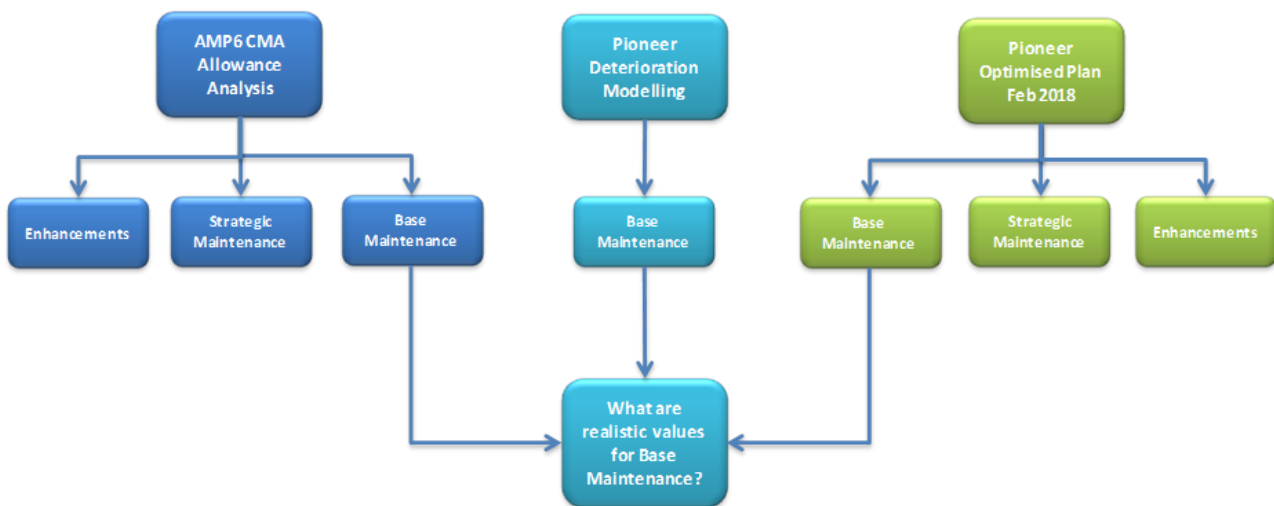 AMP6 CMA
Allowance
Analysis
Pioneer
Deterioration
Modelling
Pioneer
Optimised Plan
Feb 2018
Enhancements
Strategic
Maintenance
Base
Maintenance
Base
Maintenance
Base
Maintenance
Strategic
Maintenance
Enhancements
What are
realistic values
for Base
Maintenance?